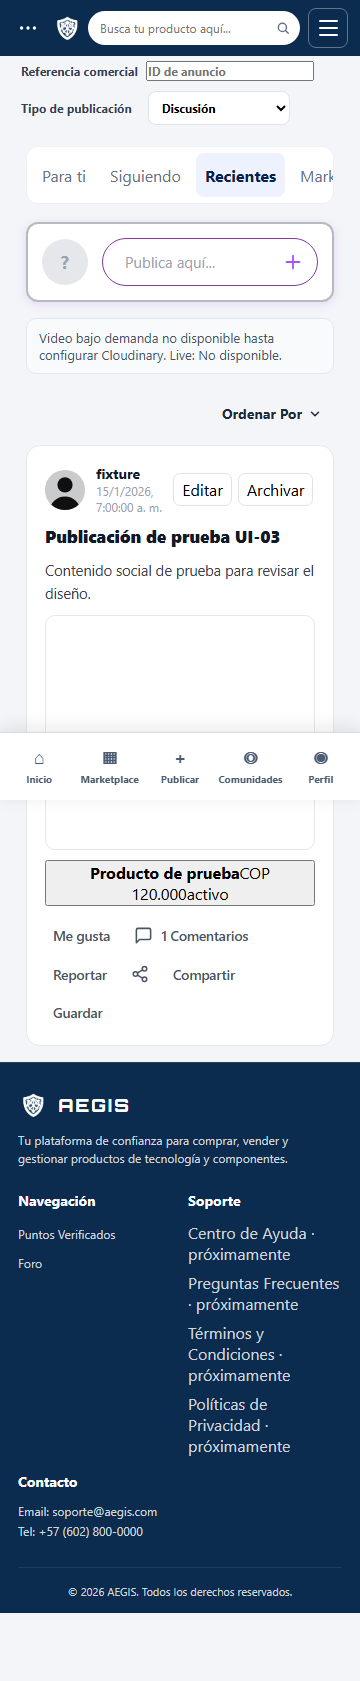 Busca tu producto aquí...
Referencia comercial ID de anuncio
Tipo de publicación Discusión
Para ti Siguiendo Recientes Mark
? Publica aquí... +
Video bajo demanda no disponible hasta
configurar Cloudinary. Live: No disponible.
Ordenar Por
fixture
15/1/2026,
7:00:00 a. m.
Editar Archivar
Publicación de prueba UI-03
Contenido social de prueba para revisar el
diseño.
Inicio Marketplace Publicar Comunidades Perfil
Producto de pruebaCOP
120.000activo
Me gusta 1 Comentarios
Reportar Compartir
Guardar
AEGIS
Tu plataforma de confianza para comprar, vender y
gestionar productos de tecnología y componentes.
Navegación
Puntos Verificados
Foro
Soporte
Centro de Ayuda ·
próximamente
Preguntas Frecuentes
· próximamente
Términos y
Condiciones ·
próximamente
Políticas de
Privacidad ·
próximamente
Contacto
Email: soporte@aegis.com
Tel: +57 (602) 800-0000
© 2026 AEGIS. Todos los derechos reservados.